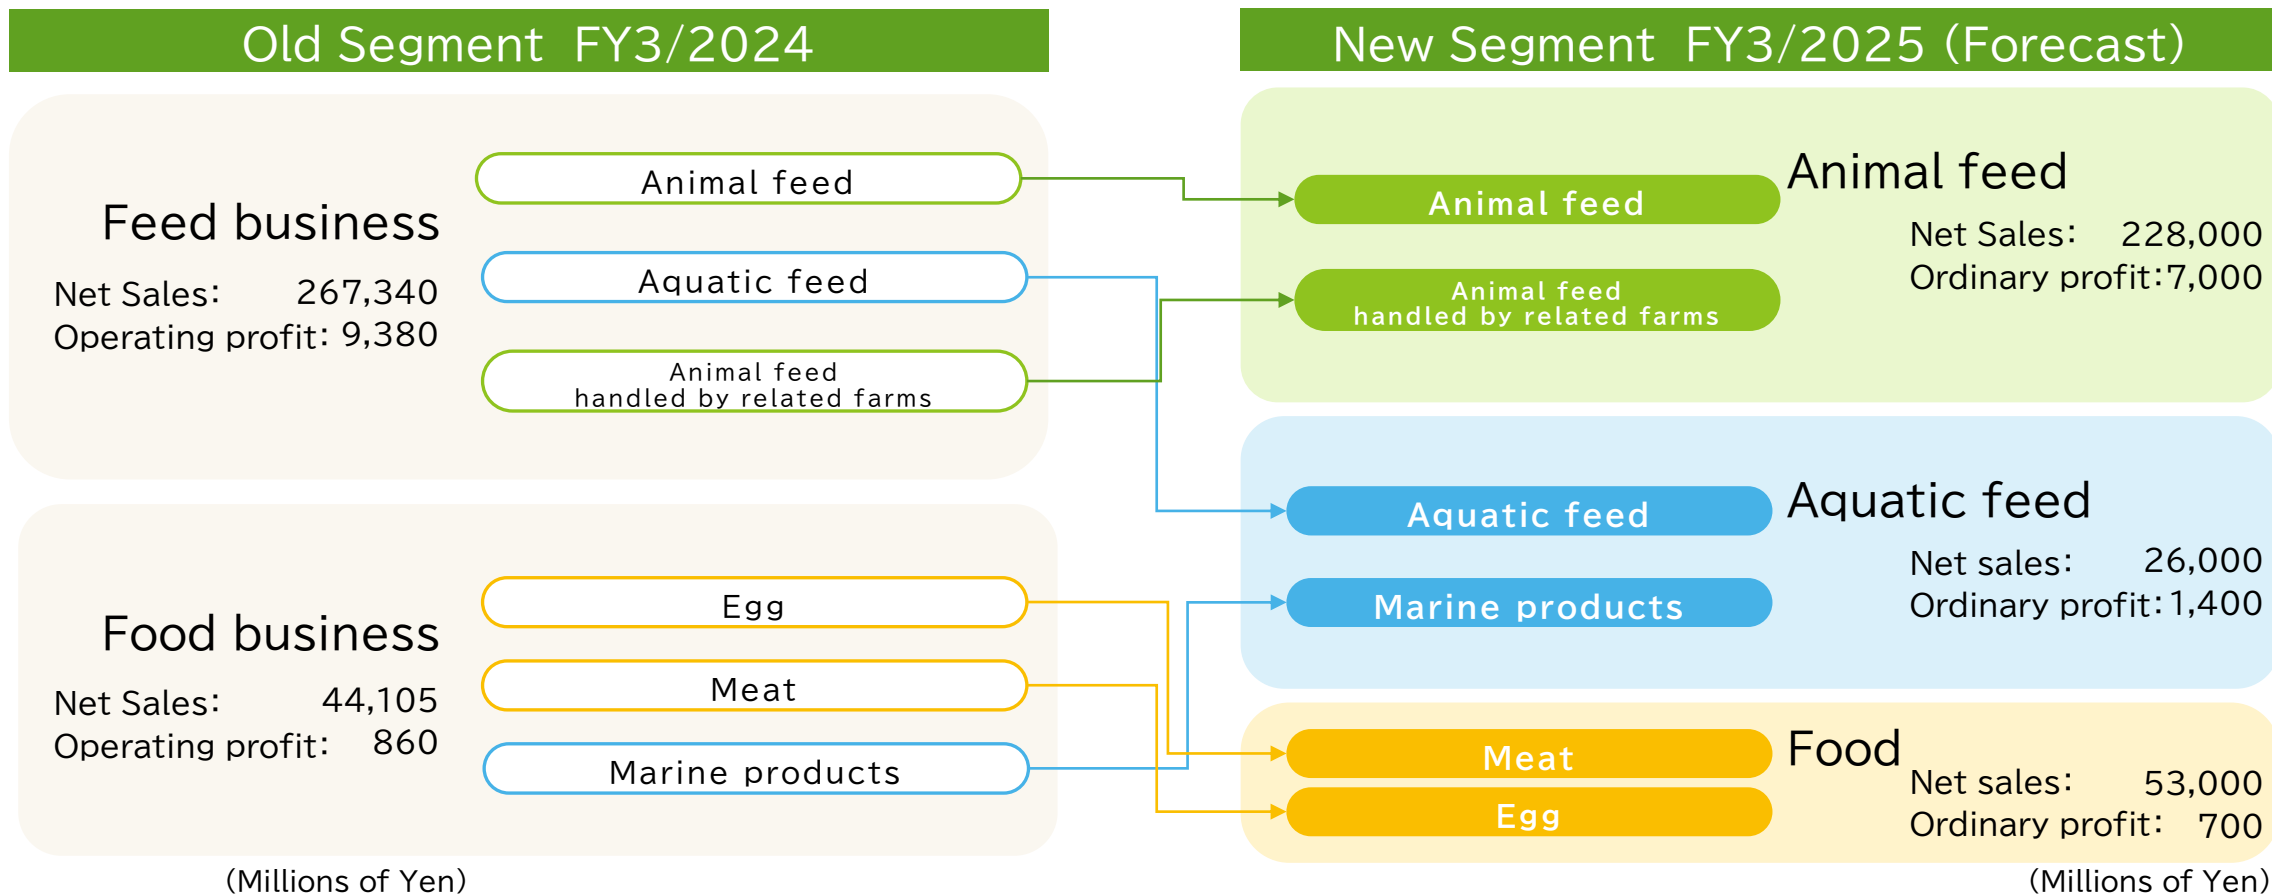 Old Segment FY3/2024
Feed business
Net Sales: 267,340
Operating profit: 9,380
Animal feed
Aquatic feed
Animal feed
handled by related farms
Food business
Net Sales: 44,105
Operating profit: 860
Egg
Meat
Marine products
(Millions of Yen)
New Segment FY3/2025 (Forecast)
Animal feed
Animal feed
handled by related farms
Animal feed
Net Sales: 228,000
Ordinary profit: 7,000
Aquatic feed
Marine products
Aquatic feed
Net sales: 26,000
Ordinary profit: 1,400
Meat
Egg
Food
Net sales: 53,000
Ordinary profit: 700
(Millions of Yen)